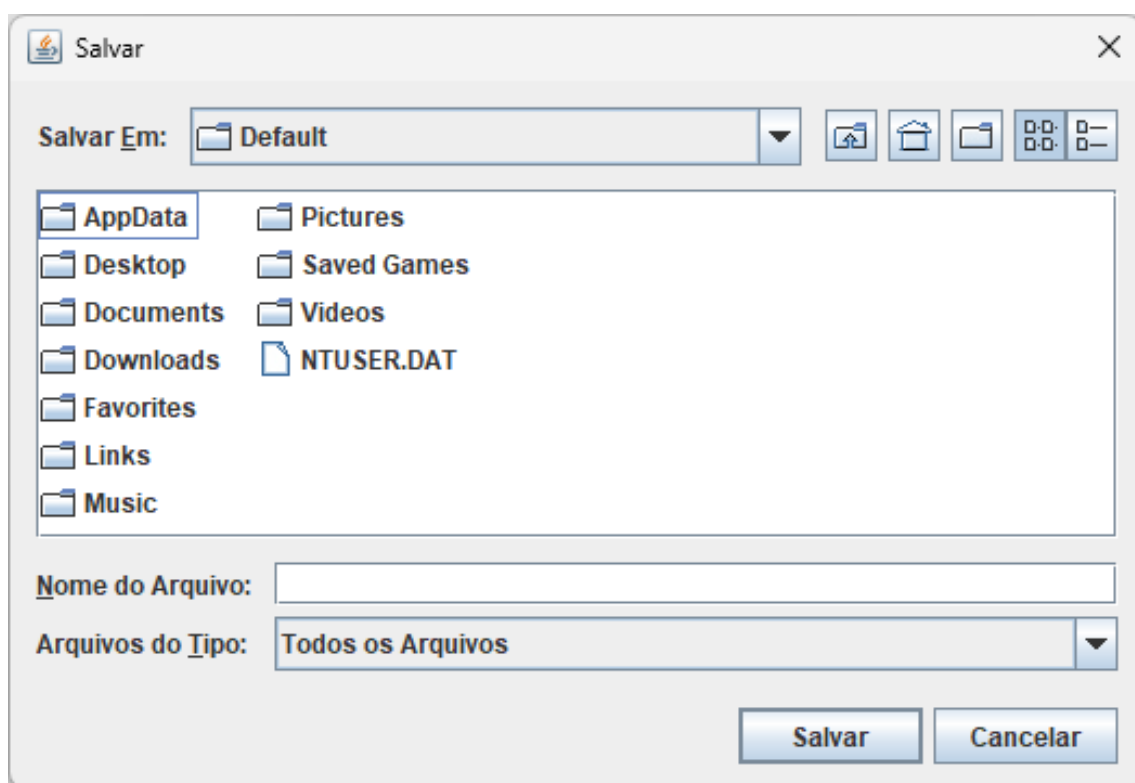 Salvar
Salvar Em: Default
AppData Pictures
Desktop Saved Games
Documents Videos
Downloads NTUSER.DAT
Favorites
Links
Music
Nome do Arquivo:
Arquivos do Tipo: Todos os Arquivos
Salvar Cancelar